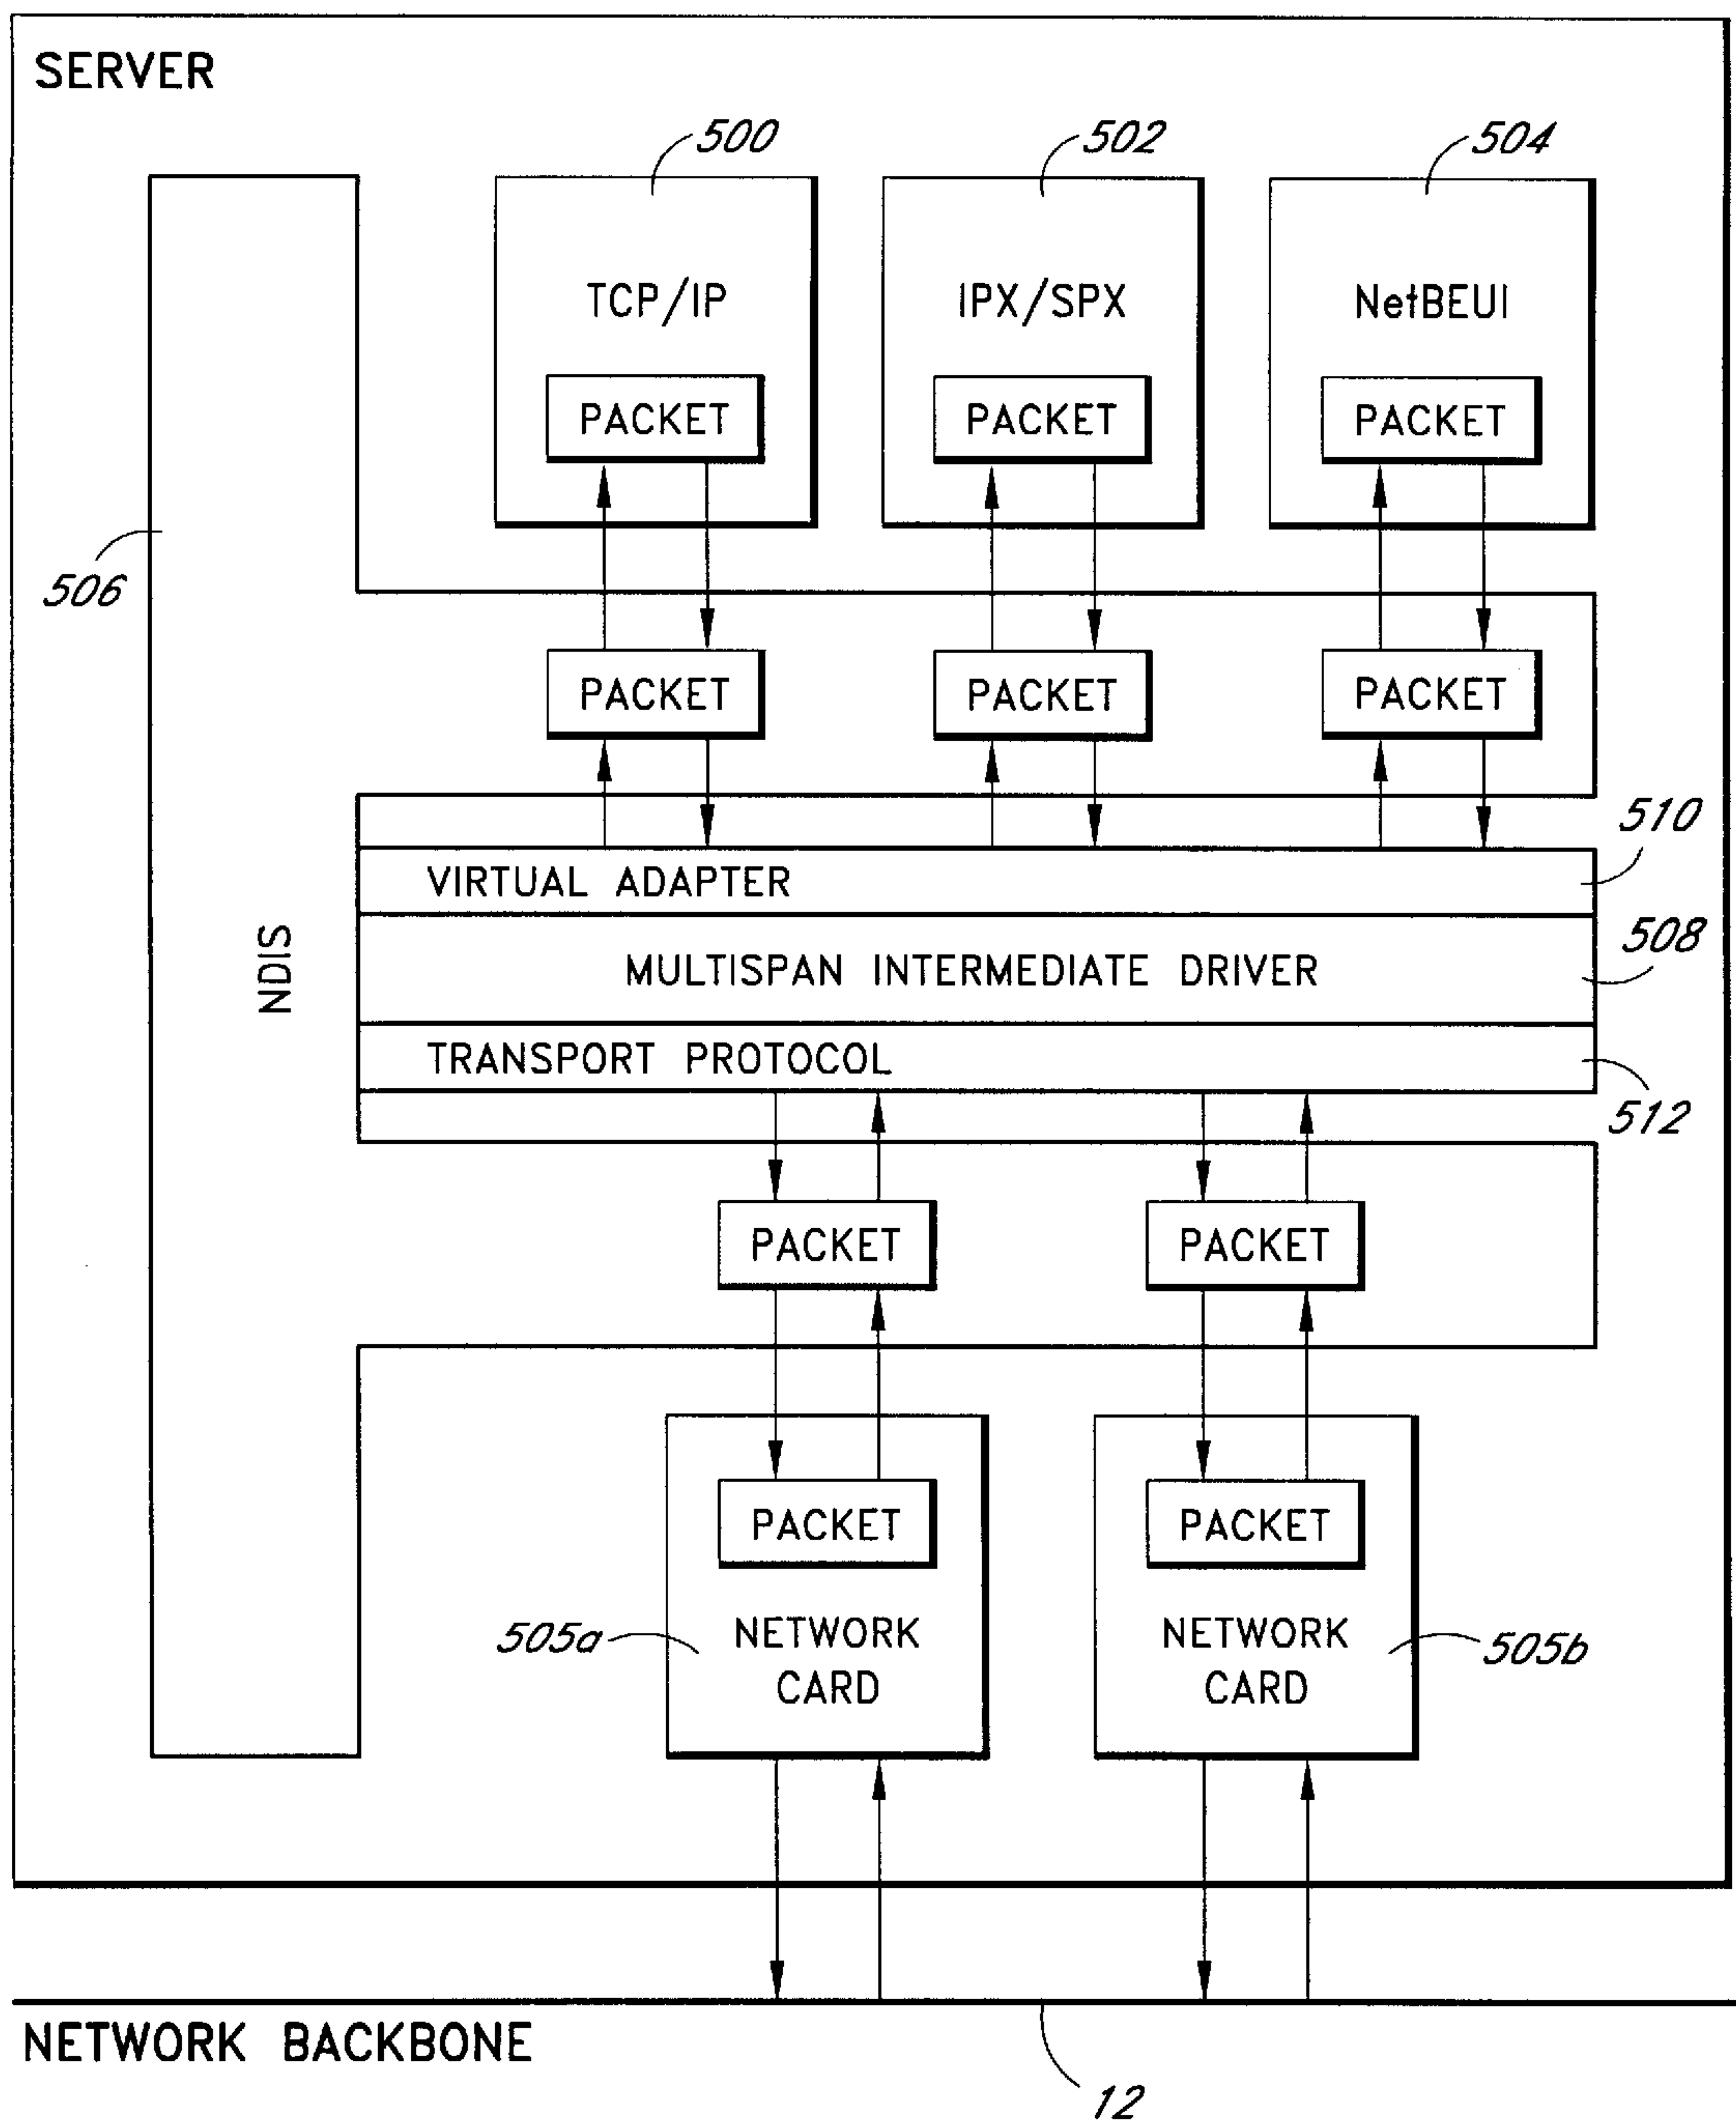 SERVER
500
502
504
TCP/IP
IPX/SPX
NetBEUI
PACKET
PACKET
PACKET
506
PACKET
PACKET
PACKET
510
VIRTUAL ADAPTER
508
NDIS
MULTISPAN INTERMEDIATE DRIVER
TRANSPORT PROTOCOL
512
PACKET
PACKET
PACKET
PACKET
505a
NETWORK
CARD
NETWORK
CARD
505b
NETWORK BACKBONE
12